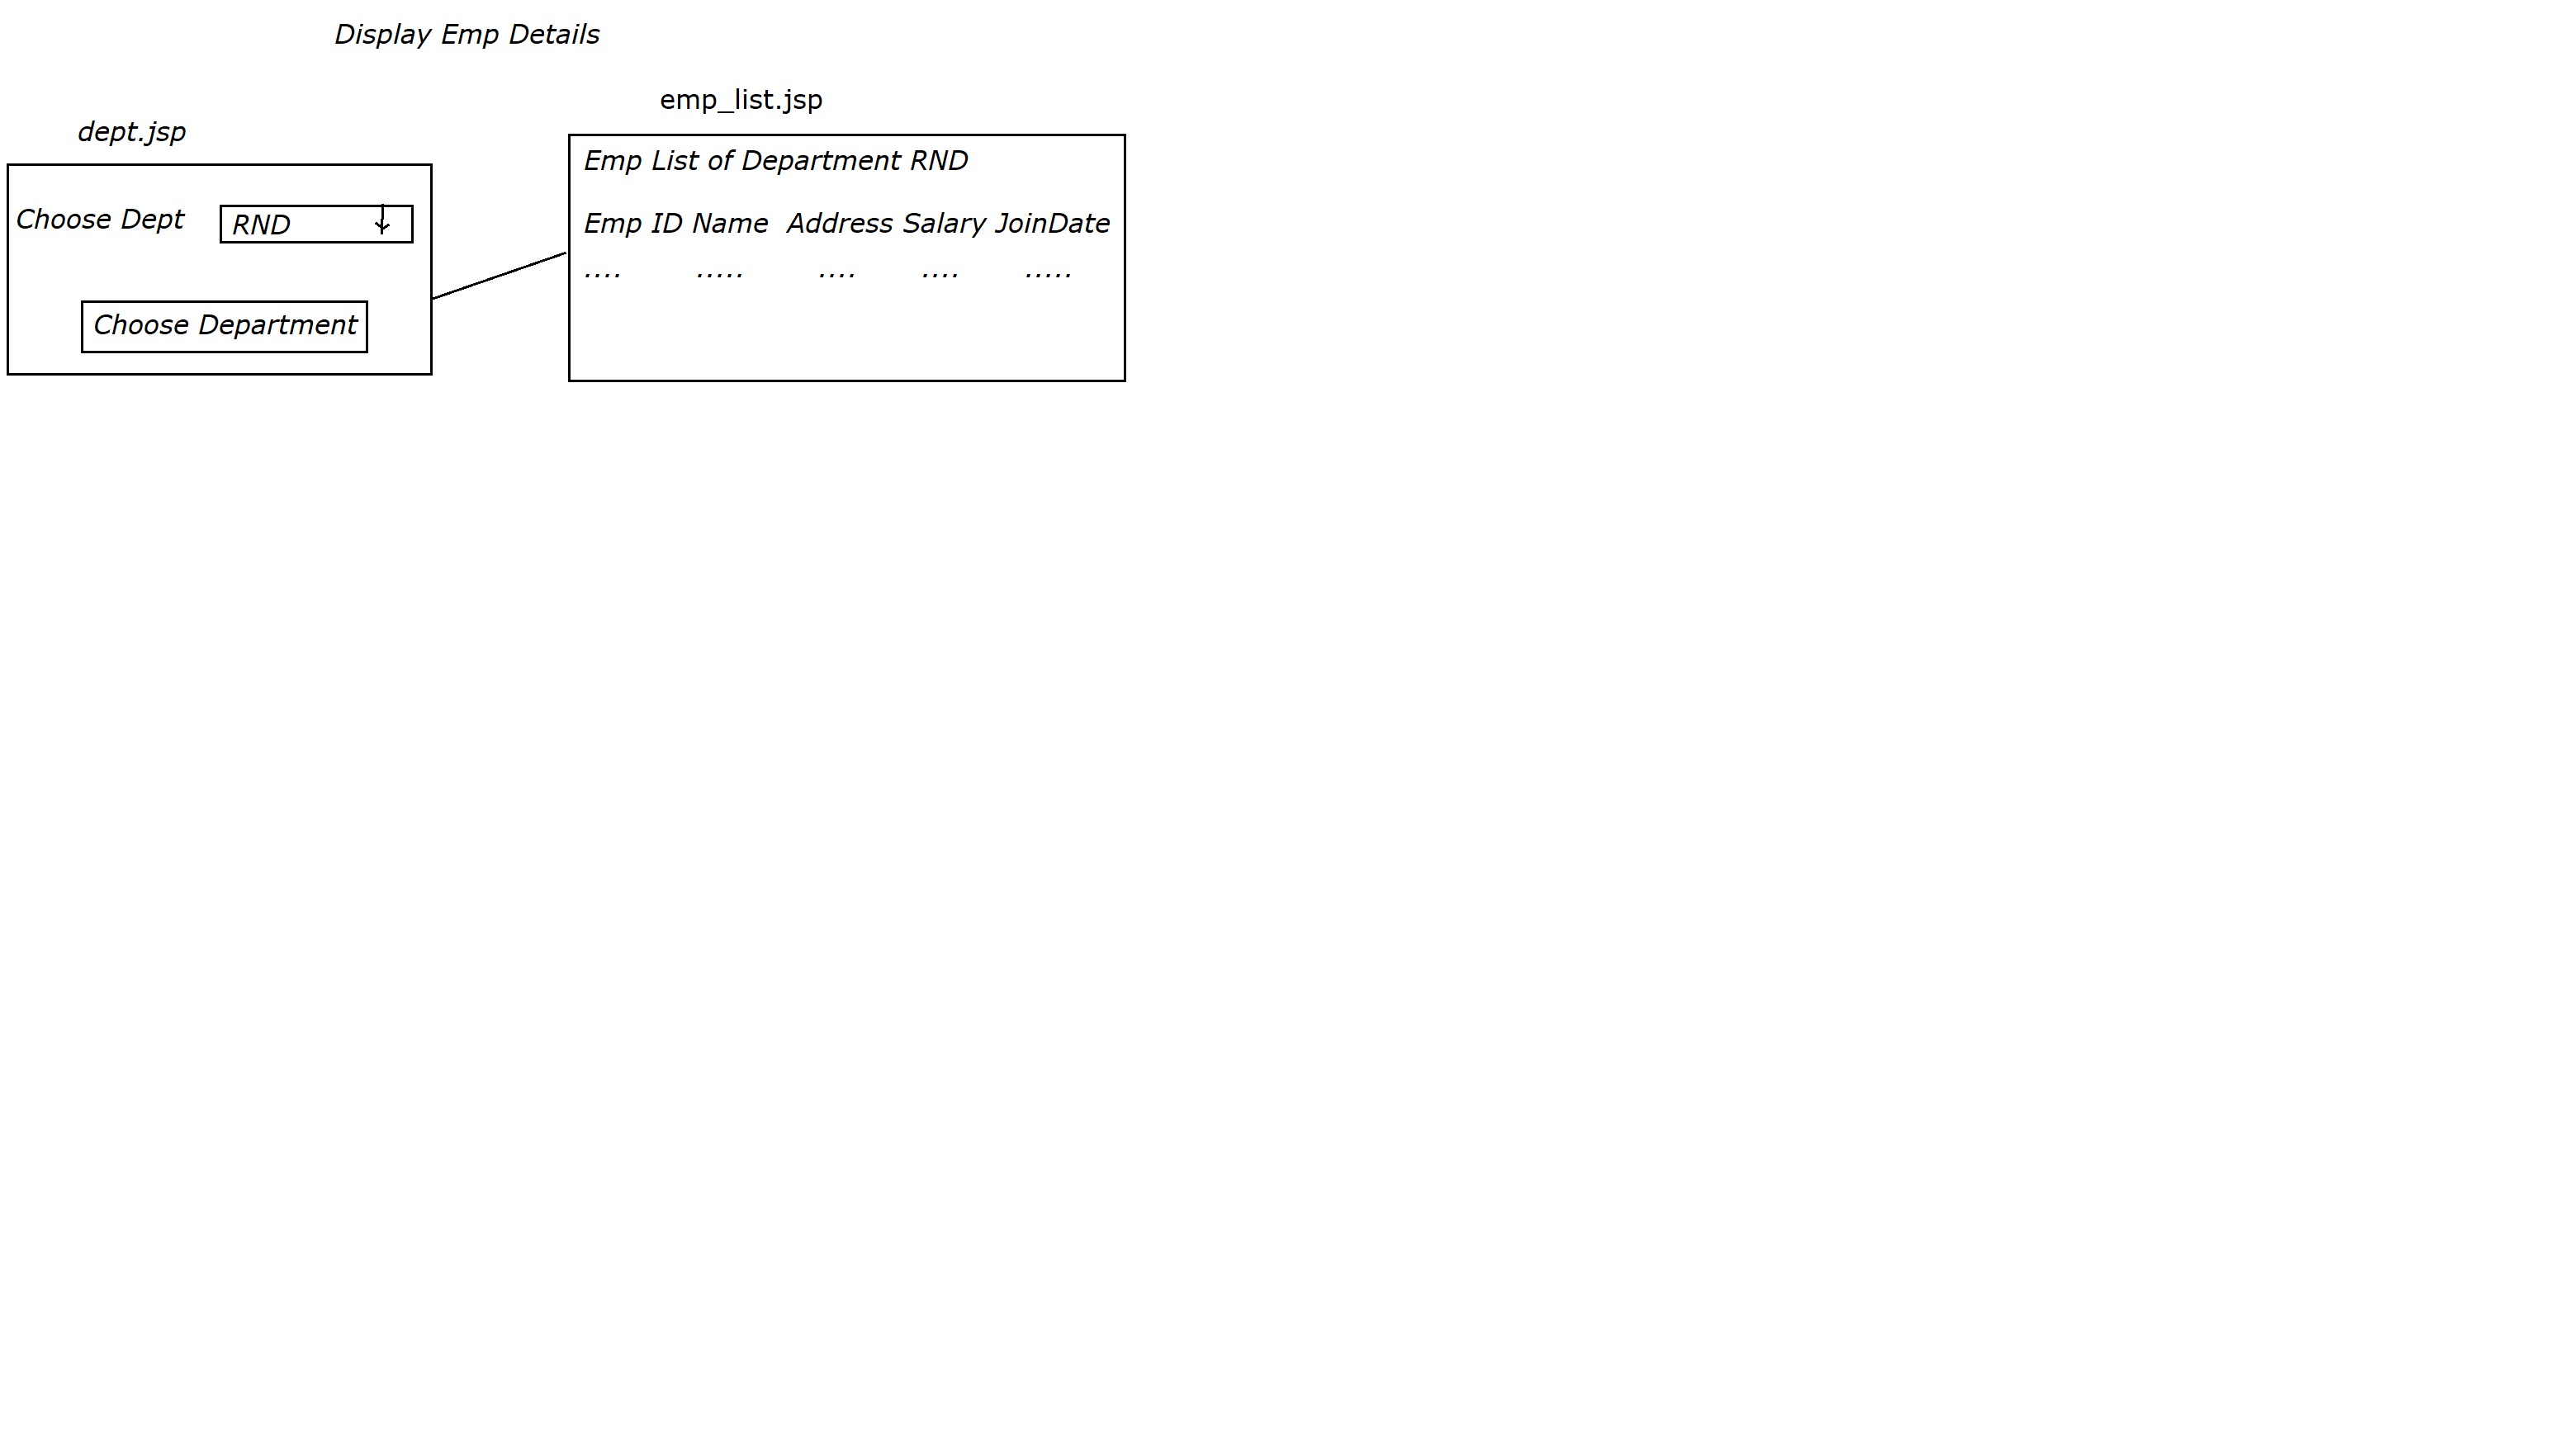 Display Emp Details
emp_list.jsp
dept.jsp
Emp List of Department RND
Choose Dept RND
Emp ID Name Address Salary JoinDate
.... ..... .... .... .....
Choose Department